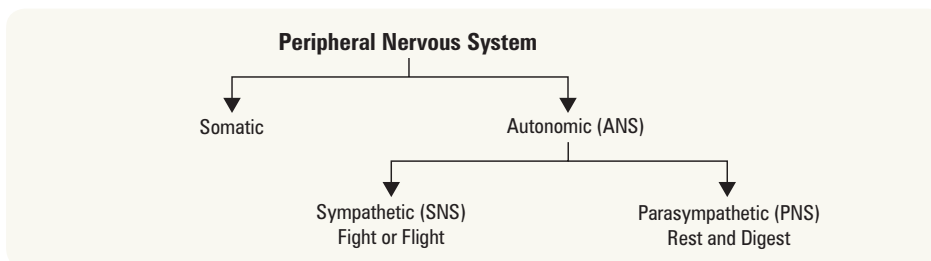 Peripheral Nervous System
Somatic
Autonomic (ANS)
Sympathetic (SNS)
Fight or Flight
Parasympathetic (PNS)
Rest and Digest